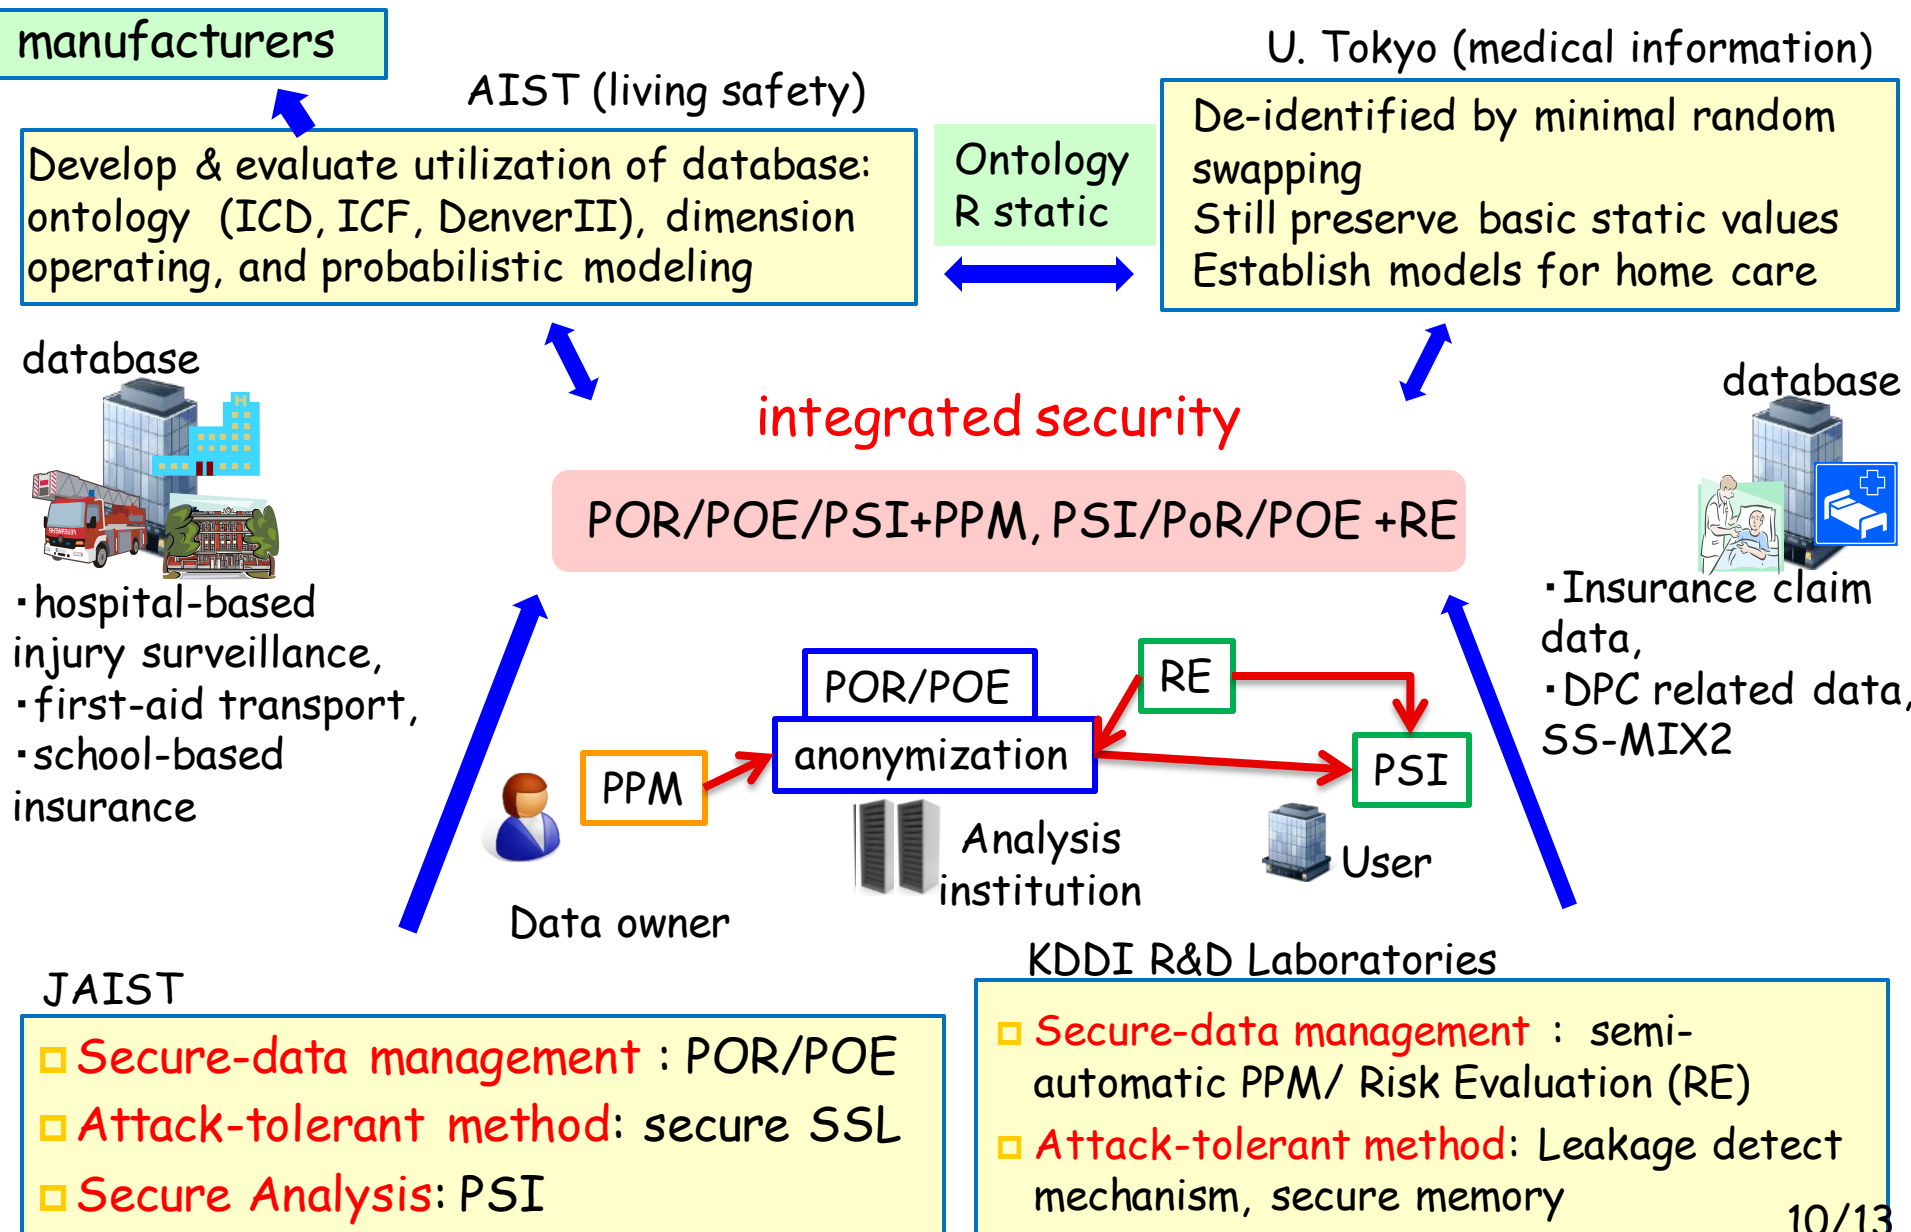 manufacturers
AIST (living safety)
U. Tokyo (medical information)
Develop & evaluate utilization of database:
ontology (ICD, ICF, DenverII), dimension
operating, and probabilistic modeling
Ontology
R static
De-identified by minimal random
swapping
Still preserve basic static values
Establish models for home care
database
database
integrated security
POR/POE/PSI+PPM, PSI/PoR/POE +RE
・hospital-based
injury surveillance,
・first-aid transport,
・school-based
insurance
・Insurance claim
data,
・DPC related data,
SS-MIX2
POR/POE
RE
anonymization
PPM
PSI
Analysis
institution
User
Data owner
JAIST
Secure-data management : POR/POE
Attack-tolerant method: secure SSL
Secure Analysis: PSI
KDDI R&D Laboratories
Secure-data management : semi-
automatic PPM/ Risk Evaluation (RE)
Attack-tolerant method: Leakage detect
mechanism, secure memory
10/13